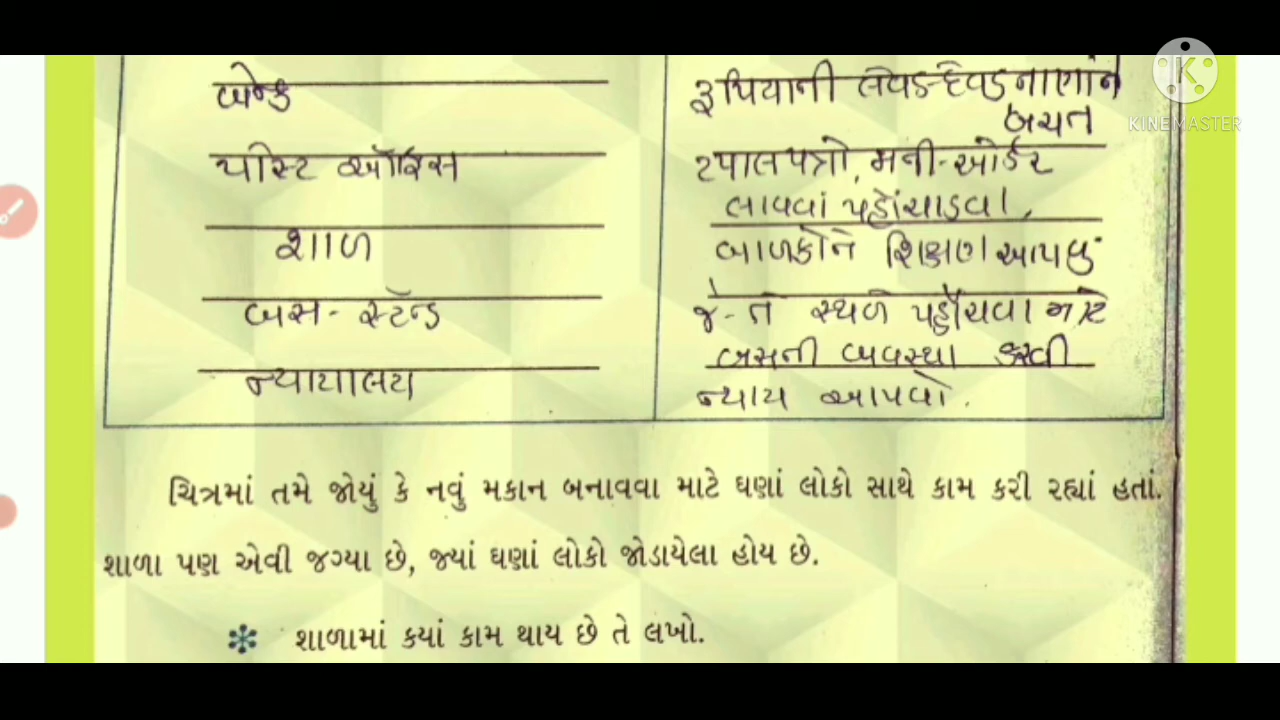 બેન્ક
રૂપિયાની લેવડ-દેવડ નાણાંને
બચત
પોસ્ટ ઑફિસ
ટપાલપત્રો, મની-ઓર્ડર
લાવવાં પહોંચાડવા.
શાળા
બાળકોને શિક્ષણ આપવું
બસ-સ્ટૅન્ડ
જે-તે સ્થળે પહોંચવા માટે
બસની વ્યવસ્થા કરવી
ન્યાયાલય
ન્યાય આપવો.
ચિત્રમાં તમે જોયું કે નવું મકાન બનાવવા માટે ઘણાં લોકો સાથે કામ કરી રહ્યાં હતાં.
શાળા પણ એવી જગ્યા છે, જ્યાં ઘણાં લોકો જોડાયેલા હોય છે.
શાળામાં કયાં કામ થાય છે તે લખો.
K
KINEMASTER